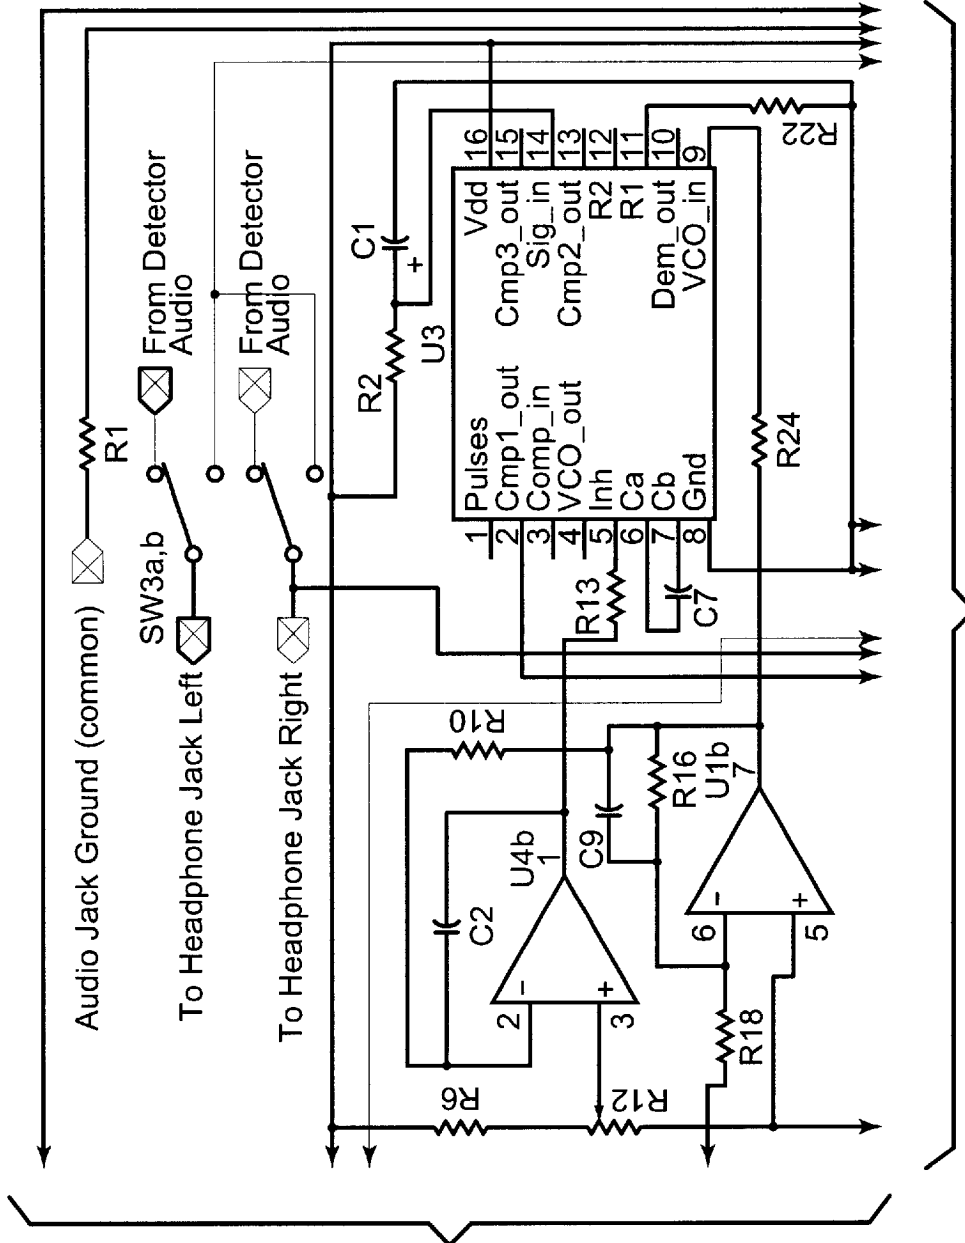 Audio Jack Ground (common)
R1
To Headphone Jack Left
SW3a,b
From Detector
Audio
To Headphone Jack Right
From Detector
Audio
R2
C1
+
U3
1
2
3
4
5
6
7
8
Pulses
Cmp1_out
Comp_in
VCO_out
Inh
Ca
Cb
Gnd
Vdd
Cmp3_out
Sig_in
Cmp2_out
R2
R1
Dem_out
VCO_in
16
15
14
13
12
11
10
9
R22
R13
C7
R24
R10
C2
U4b
1
2
-
3
+
C9
R16
U1b
7
6
-
5
+
R6
R12
R18